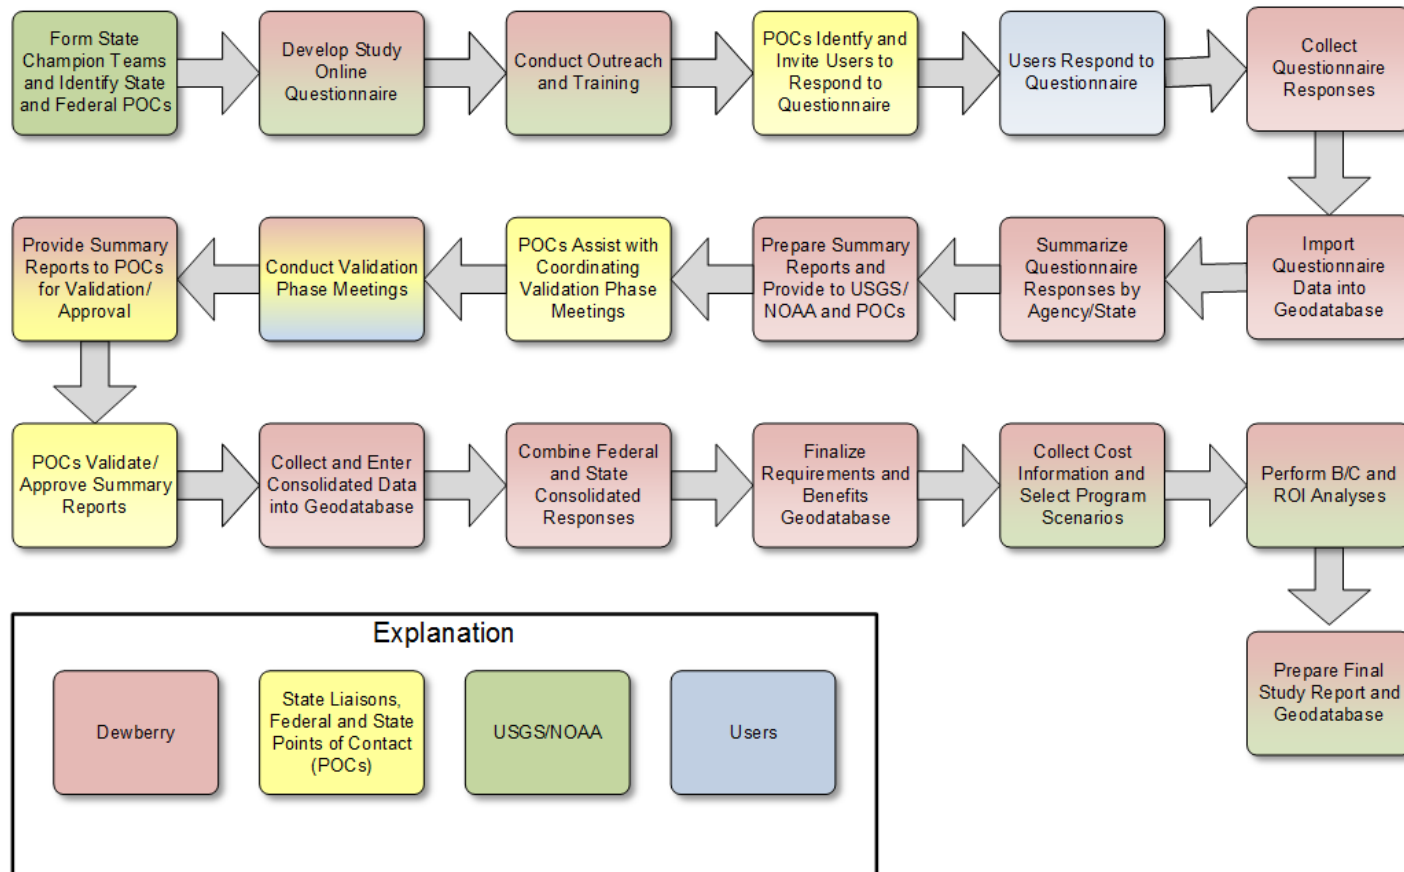 Form State
Champion Teams
and Identify State
and Federal POCs
Develop Study
Online
Questionnaire
Conduct Outreach
and Training
POCs Identfy and
Invite Users to
Respond to
Questionnaire
Users Respond to
Questionnaire
Collect
Questionnaire
Responses
Provide Summary
Reports to POCs
for Validation/
Approval
Conduct Validation
Phase Meetings
POCs Assist with
Coordinating
Validation Phase
Meetings
Prepare Summary
Reports and
Provide to USGS/
NOAA and POCs
Summarize
Questionnaire
Responses by
Agency/State
Import
Questionnaire
Data into
Geodatabase
POCs Validate/
Approve Summary
Reports
Collect and Enter
Consolidated Data
into Geodatabase
Combine Federal
and State
Consolidated
Responses
Finalize
Requirements and
Benefits
Geodatabase
Collect Cost
Information and
Select Program
Scenarios
Perform B/C and
ROI Analyses
Prepare Final
Study Report and
Geodatabase
Explanation
Dewberry
State Liaisons,
Federal and State
Points of Contact
(POCs)
USGS/NOAA
Users